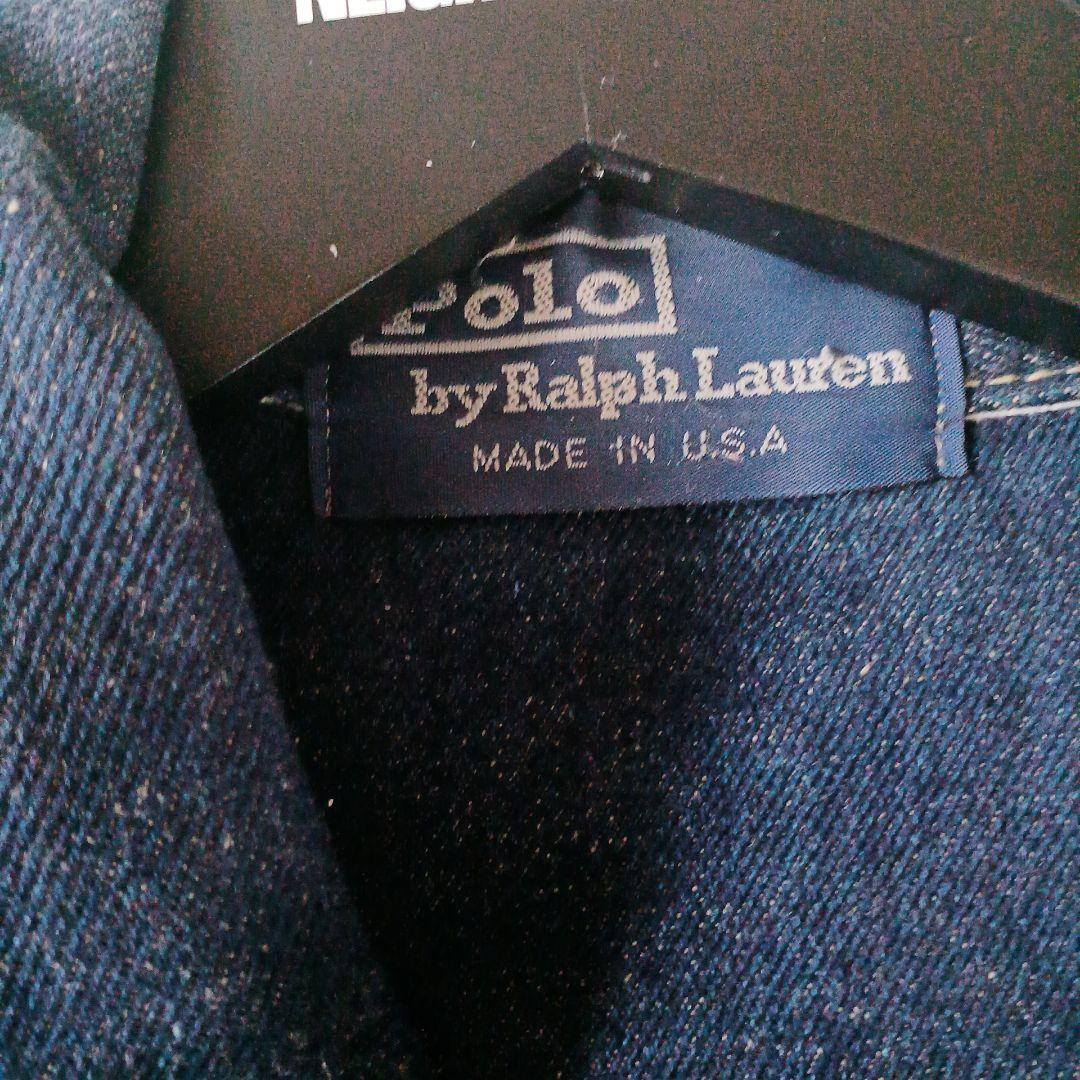 Polo
by Ralph Lauren
MADE IN U.S.A